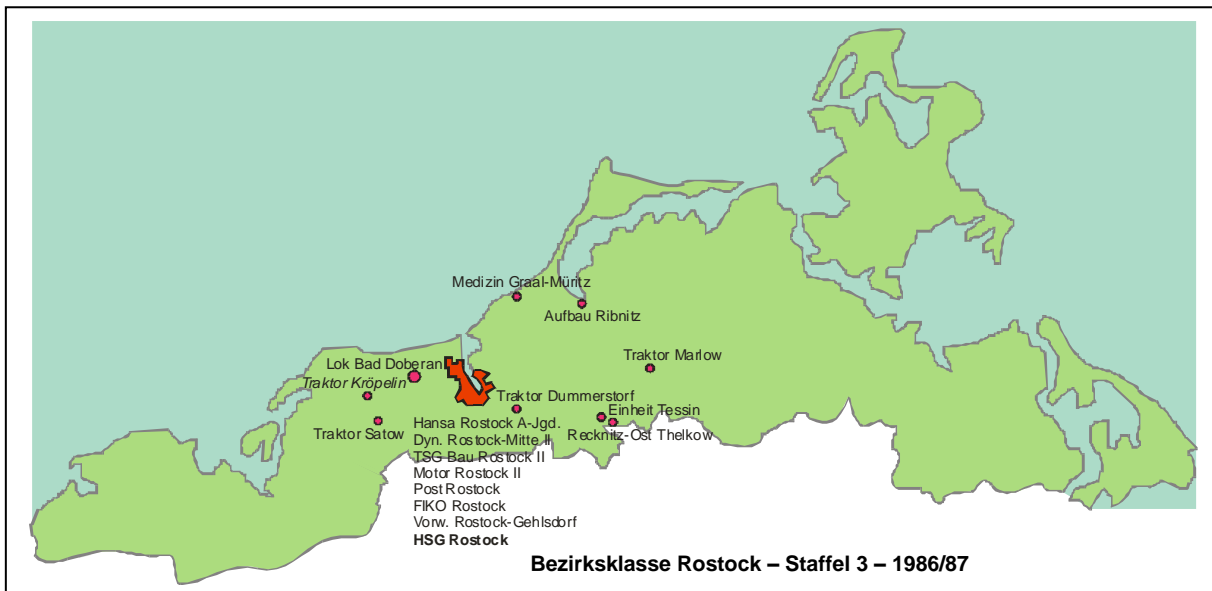 Medizin Graal-Müritz
Aufbau Ribnitz
Traktor Marlow
Lok Bad Doberan
Traktor Kröpelin
Traktor Dummerstorf
Einheit Tessin
Traktor Satow
Recknitz-Ost Thelkow
Hansa Rostock A-Jgd.
Dyn. Rostock-Mitte II
TSG Bau Rostock II
Motor Rostock II
Post Rostock
FIKO Rostock
Vorw. Rostock-Gehlsdorf
HSG Rostock
Bezirksklasse Rostock – Staffel 3 – 1986/87